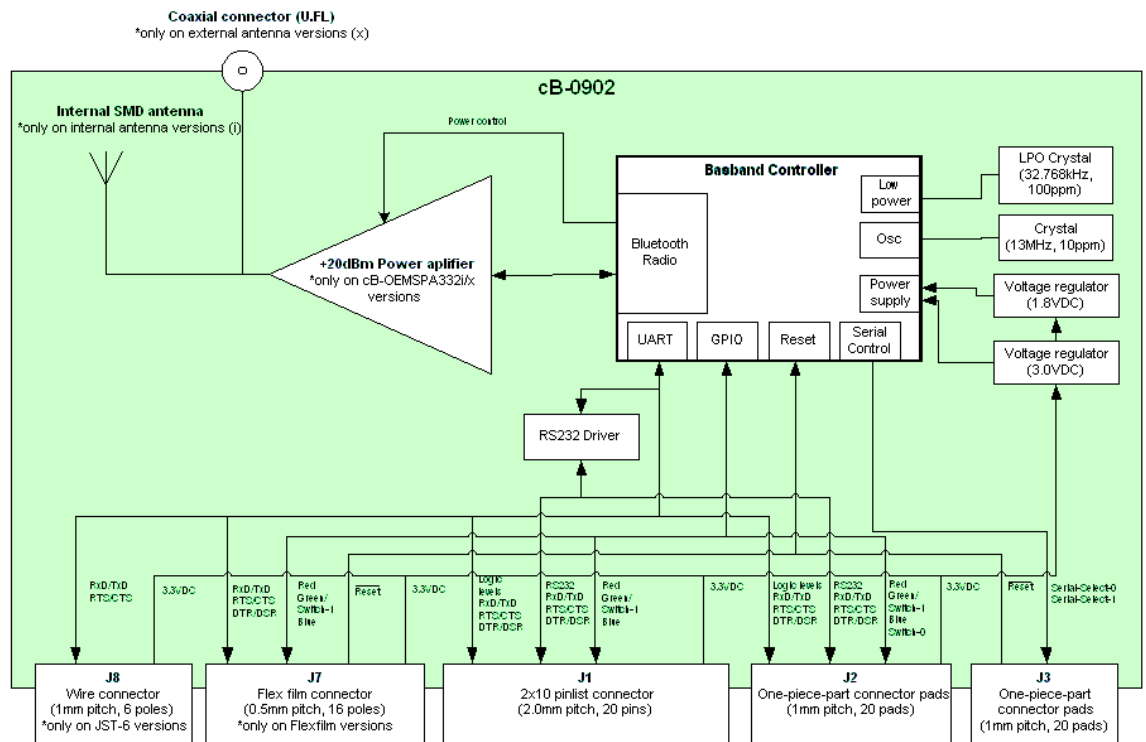 Coaxial connector (U.FL)
*only on external antenna versions (x)
cB-0902
Internal SMD antenna
*only on internal antenna versions (i)
Power control
Basband Controller
LPO Crystal
(32.768kHz,
100ppm)
Low
power
Bluetooth
Radio
Osc
Crystal
(13MHz, 10ppm)
+20dBm Power aplifier
*only on cB-OEMSPA332i/x
versions
Power
supply
Voltage regulator
(1.8VDC)
UART
GPIO
Reset
Serial
Control
Voltage regulator
(3.0VDC)
RS232 Driver
RxD/TxD
RTS/CTS
3.3VDC
RxD/TxD
RTS/CTS
DTR/DSR
Red
Green/
Switch-1
Blue
Reset
3.3VDC
Logic
levels
RxD/TxD
RTS/CTS
DTR/DSR
RS232
RxD/TxD
RTS/CTS
DTR/DSR
Red
Green/
Switch-1
Blue
3.3VDC
Logic levels
RxD/TxD
RTS/CTS
DTR/DSR
RS232
RxD/TxD
RTS/CTS
DTR/DSR
Red
Green/
Switch-1
Blue
Switch-0
3.3VDC
Reset
Serial-Select-0
Serial-Select-1
J8
Wire connector
(1mm pitch, 6 poles)
*only on JST-6 versions
J7
Flex film connector
(0.5mm pitch, 16 poles)
*only on Flexfilm versions
J1
2x10 pinlist connector
(2.0mm pitch, 20 pins)
J2
One-piece-part connector pads
(1mm pitch, 20 pads)
J3
One-piece-part
connector pads
(1mm pitch, 20 pads)